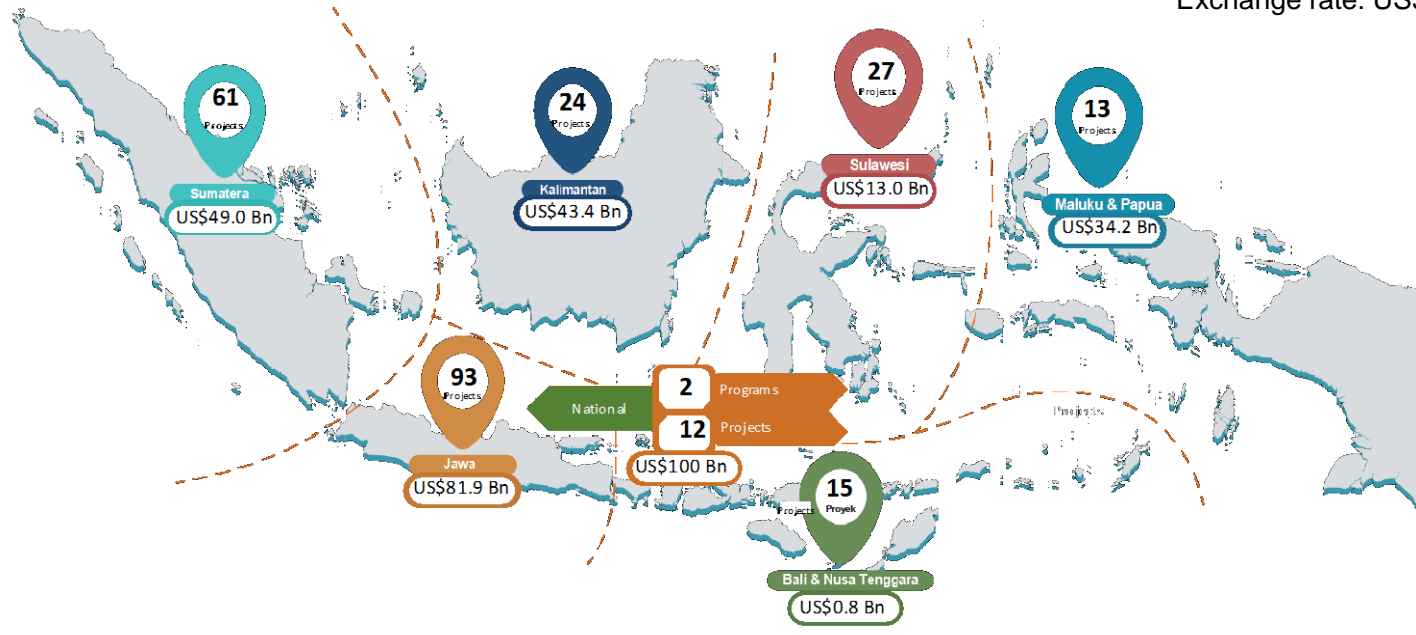 Exchange rate: US$
61
Projects
Sumatera
US$49.0 Bn
24
Projects
Kalimantan
US$43.4 Bn
27
Projects
Sulawesi
US$13.0 Bn
13
Projects
Maluku & Papua
US$34.2 Bn
93
Projects
Jawa
US$81.9 Bn
National
2
Programs
12
Projects
US$100 Bn
Projects
15
Projects
Proyek
Bali & Nusa Tenggara
US$0.8 Bn